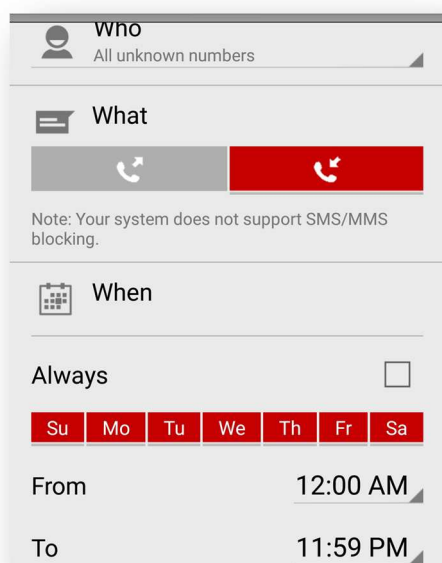 Who
All unknown numbers
What
Note: Your system does not support SMS/MMS
blocking.
When
Always
Su Mo Tu We Th Fr Sa
From 12:00 AM
To 11:59 PM